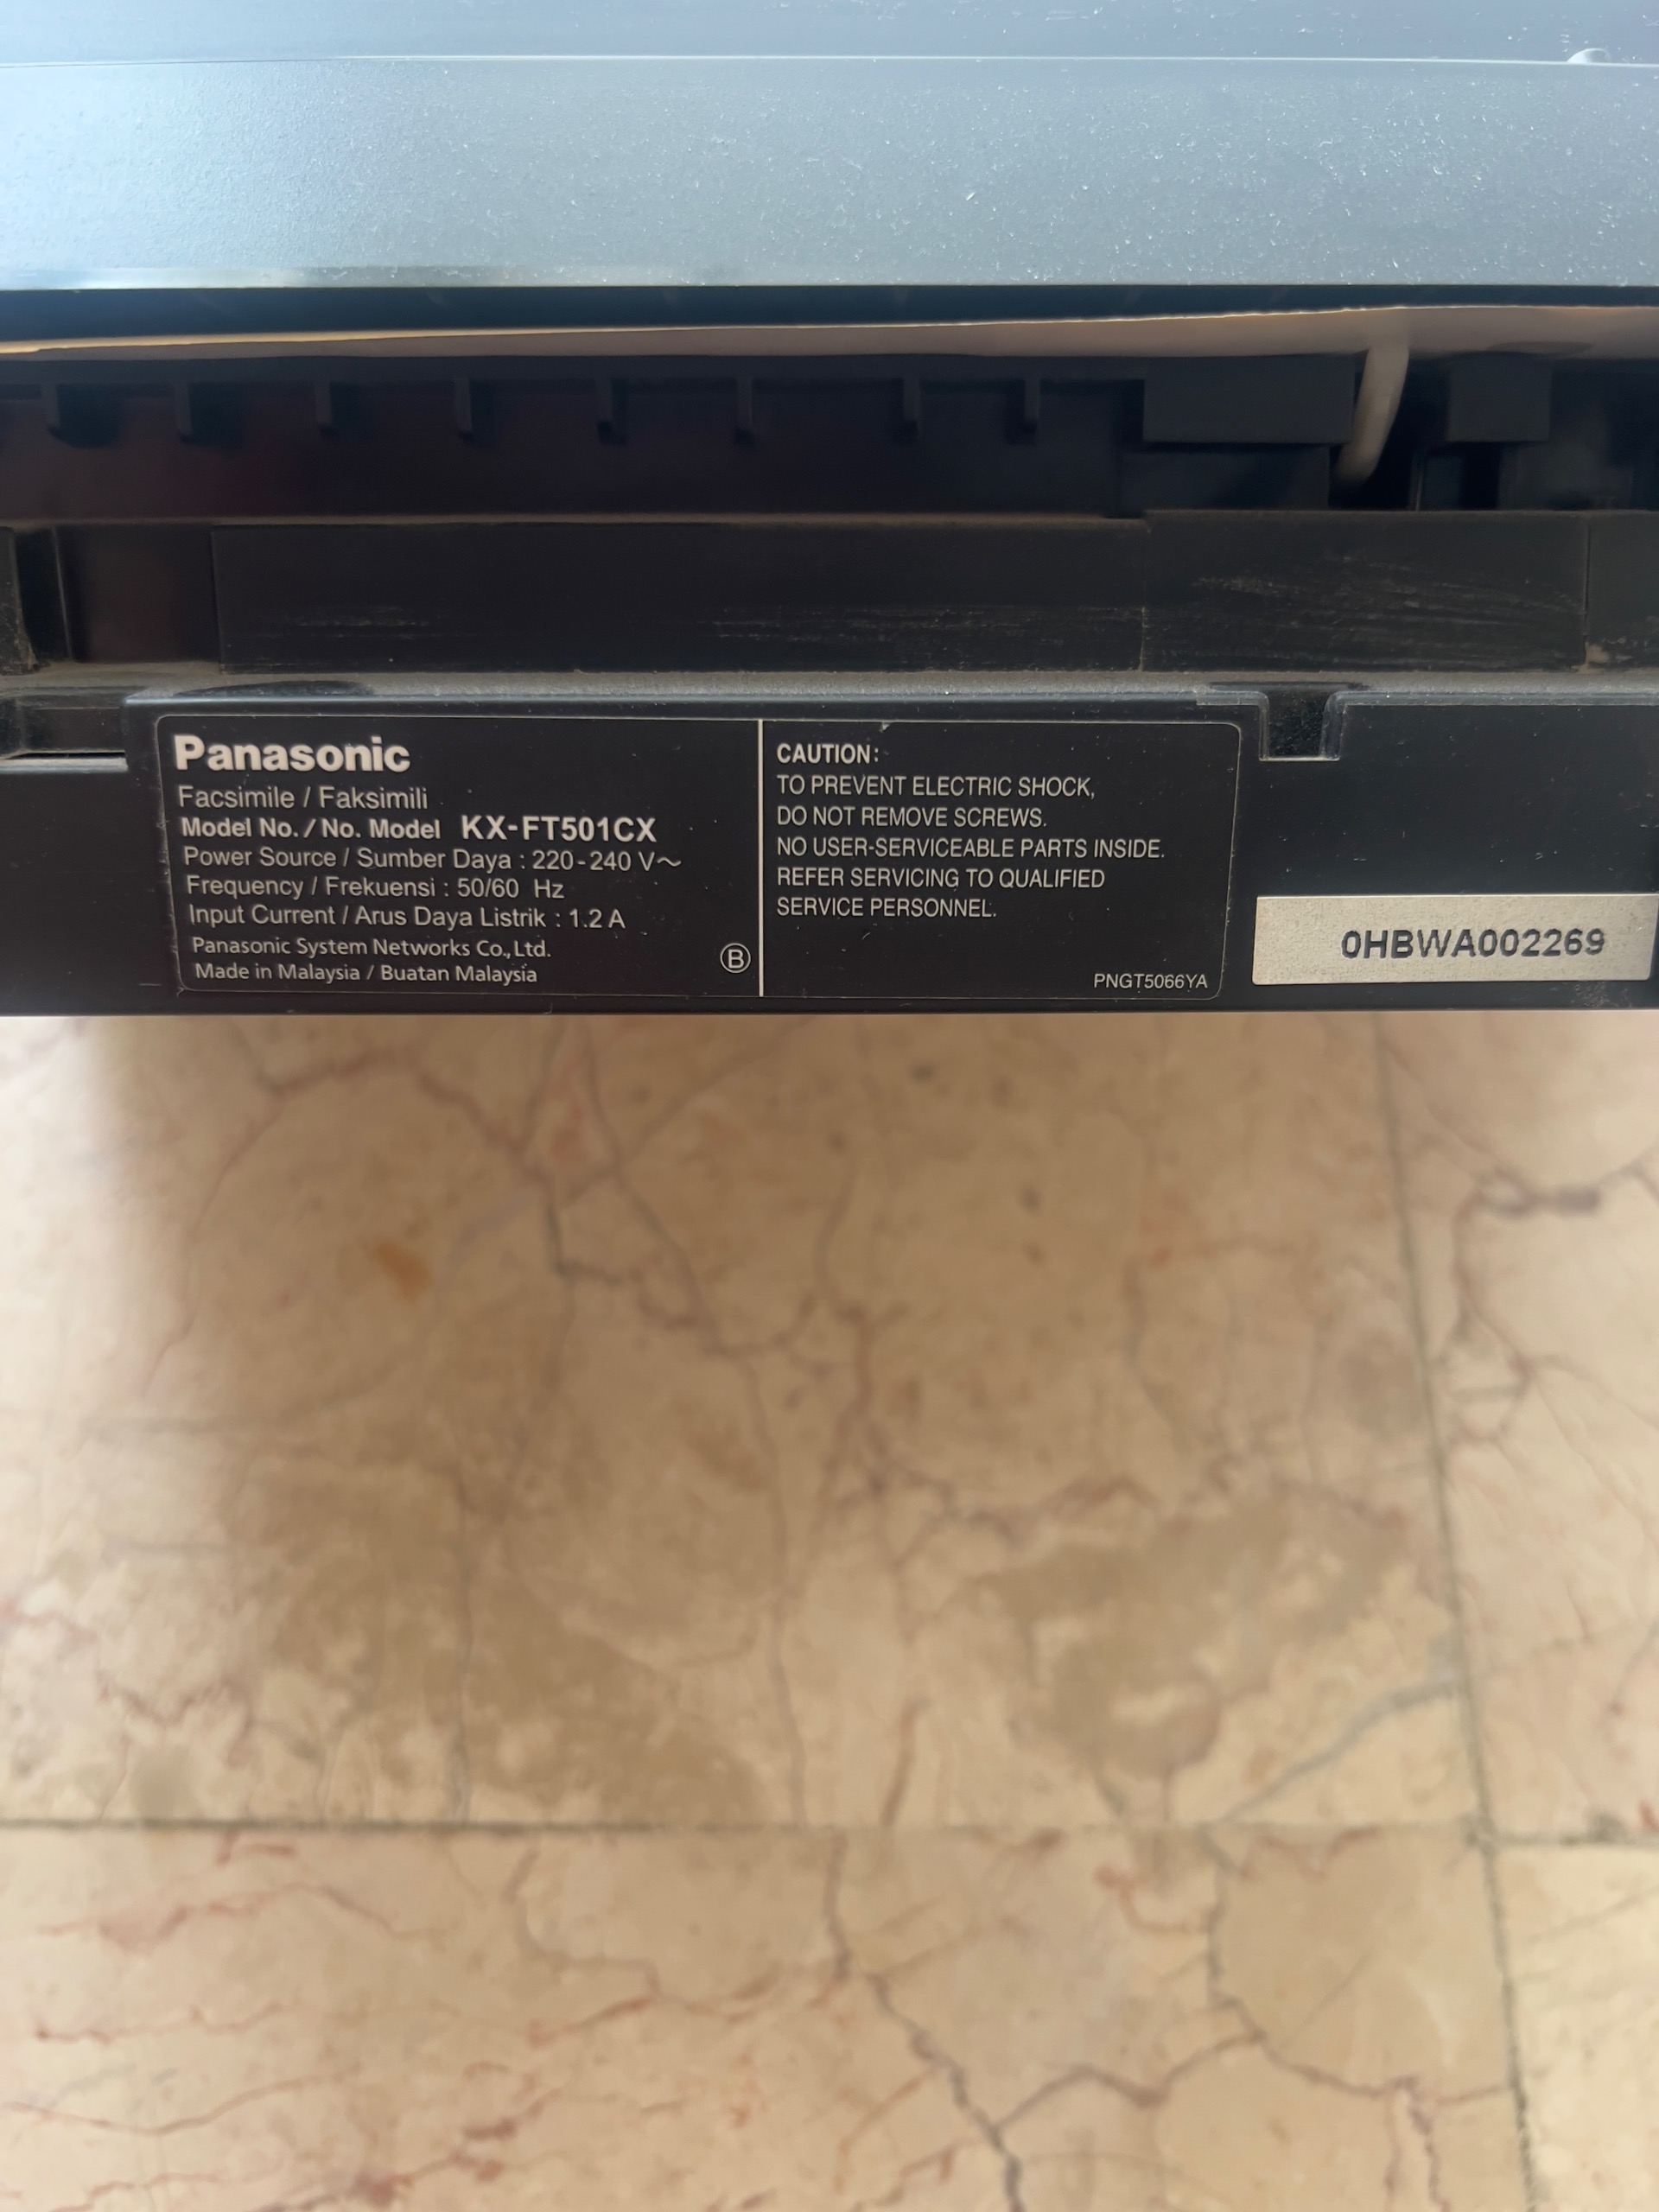 Panasonic
Facsimile / Faksimili
Model No. / No. Model KX-FT501CX
Power Source / Sumber Daya : 220-240 V~
Frequency / Frekuensi : 50/60 Hz
Input Current / Arus Daya Listrik : 1.2 A
Panasonic System Networks Co., Ltd.
Made in Malaysia / Buatan Malaysia
B
CAUTION:
TO PREVENT ELECTRIC SHOCK,
DO NOT REMOVE SCREWS.
NO USER-SERVICEABLE PARTS INSIDE.
REFER SERVICING TO QUALIFIED
SERVICE PERSONNEL.
PNGT5066YA
0HBWA002269